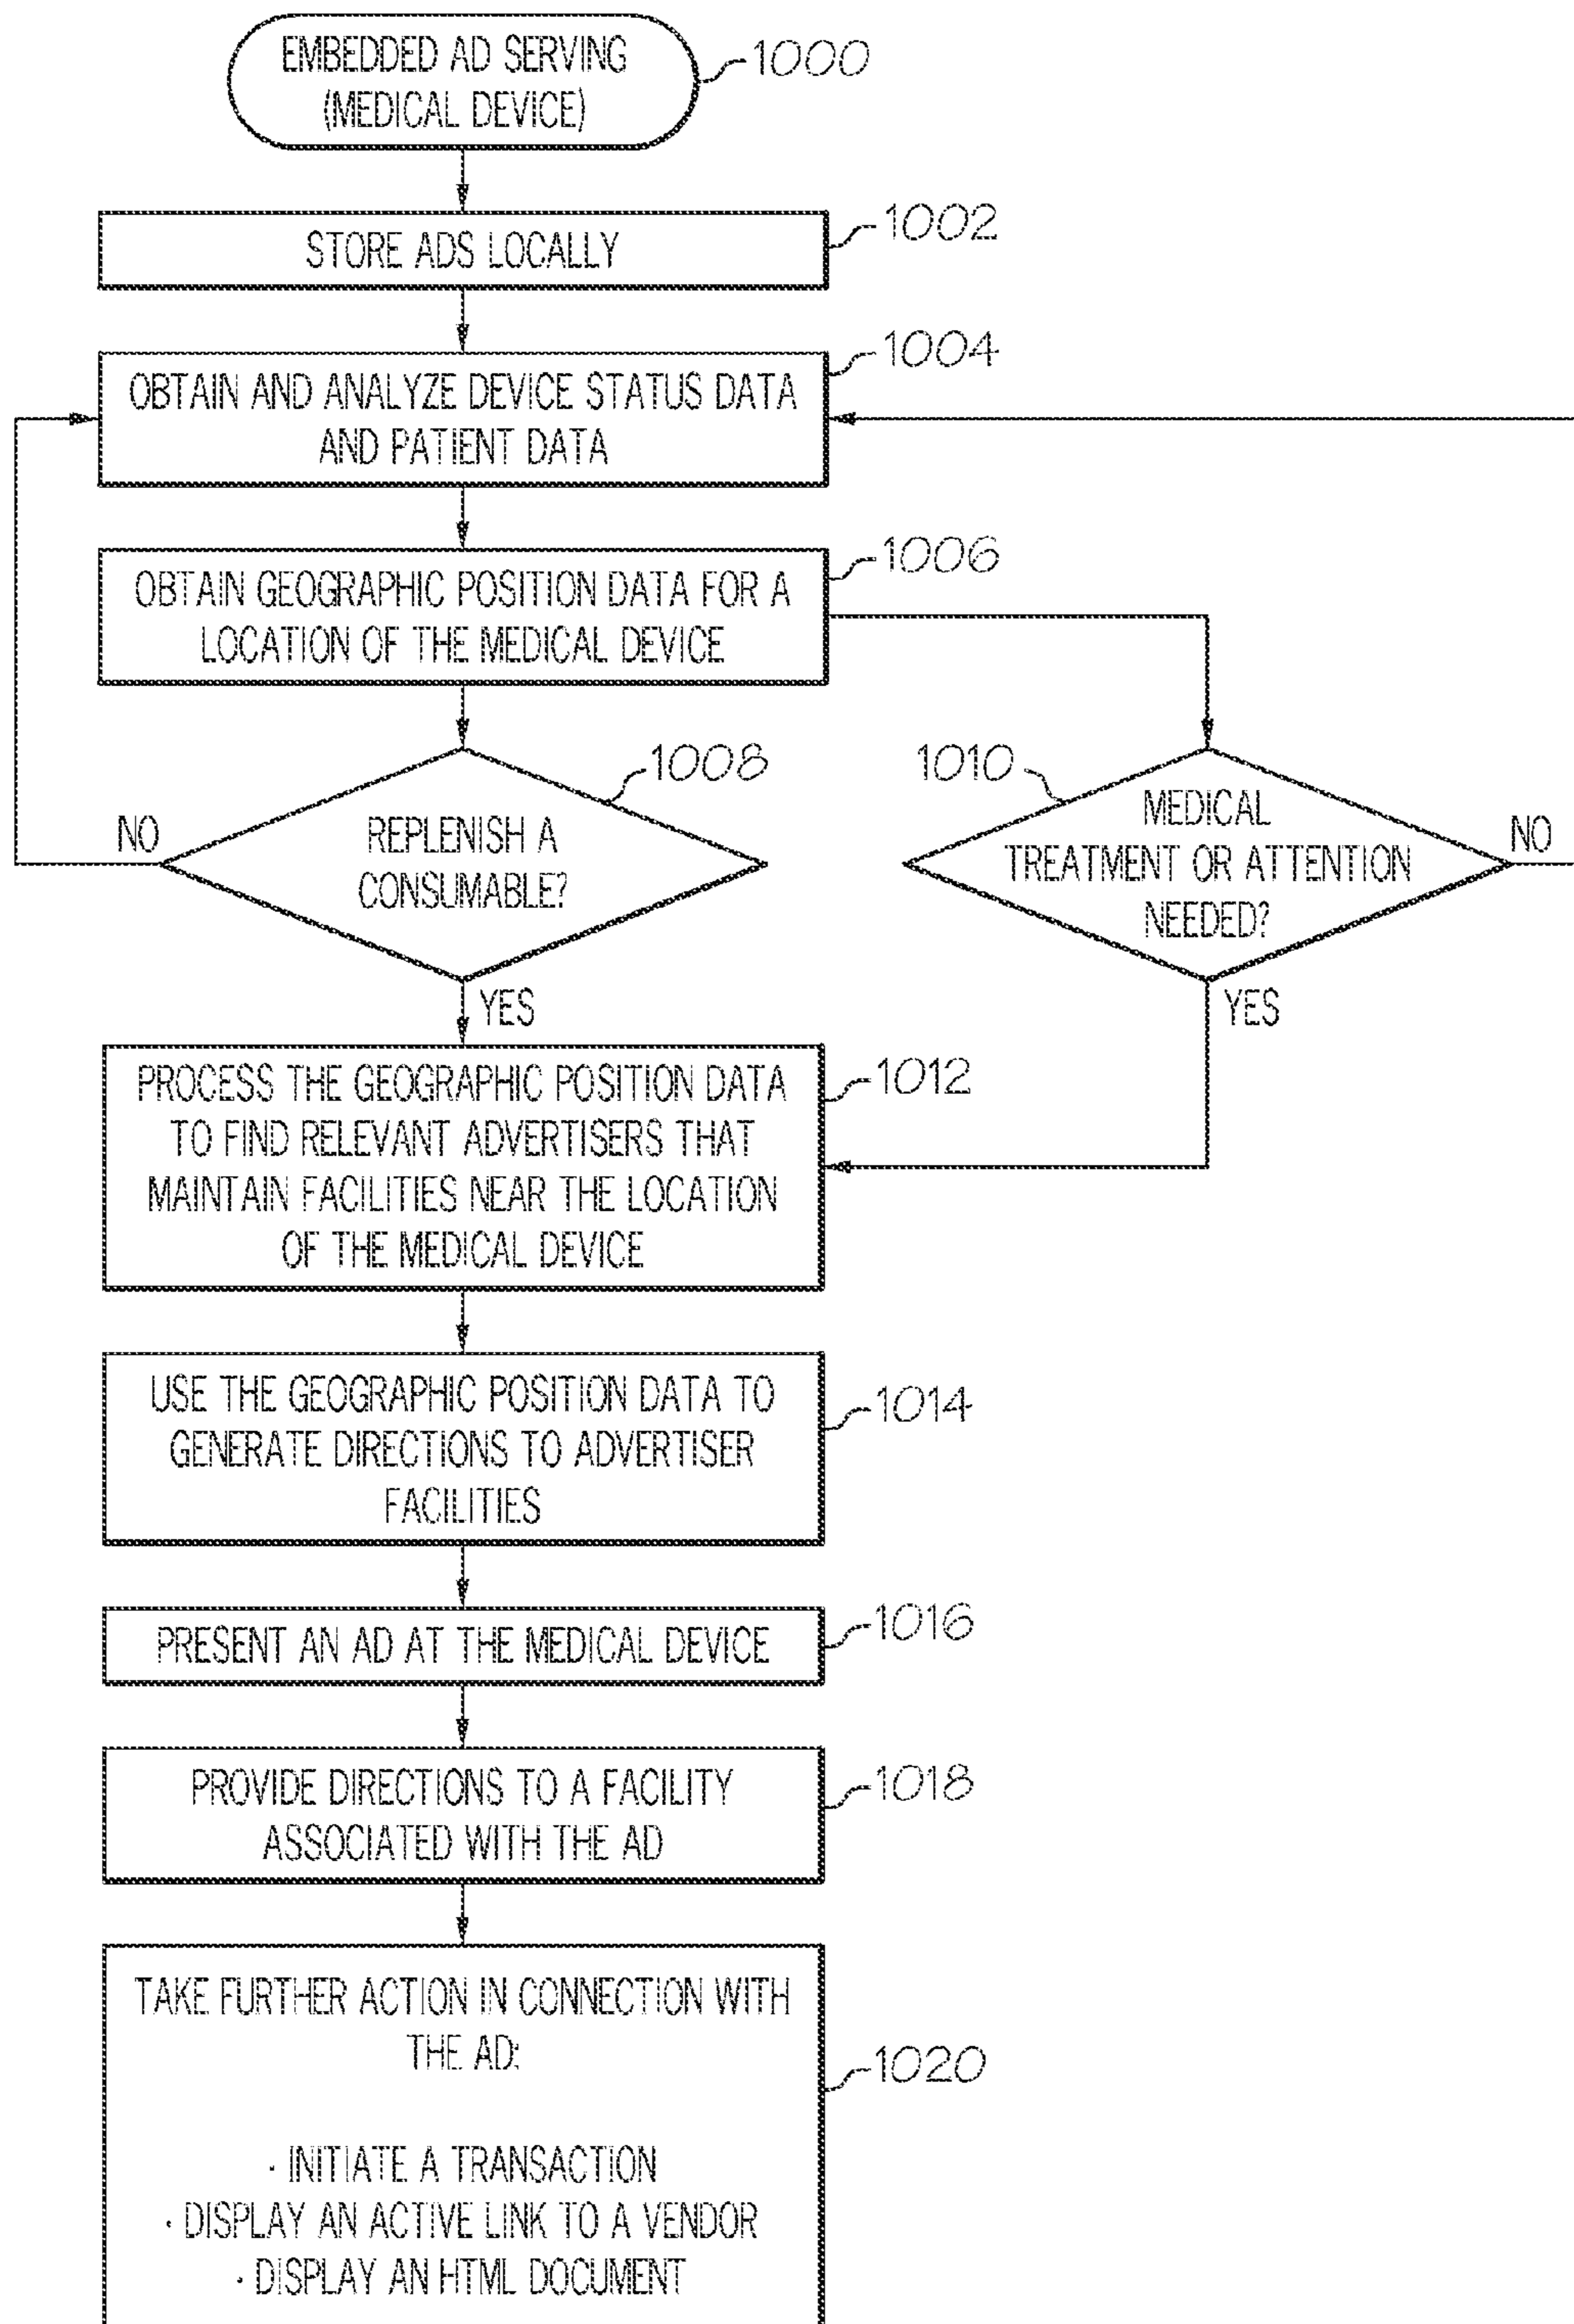 EMBEDDED AD SERVING
(MEDICAL DEVICE)
1000
STORE ADS LOCALLY
1002
OBTAIN AND ANALYZE DEVICE STATUS DATA
AND PATIENT DATA
1004
OBTAIN GEOGRAPHIC POSITION DATA FOR A
LOCATION OF THE MEDICAL DEVICE
1006
REPLENISH A
CONSUMABLE?
1008
NO
YES
MEDICAL
TREATMENT OR ATTENTION
NEEDED?
1010
NO
YES
PROCESS THE GEOGRAPHIC POSITION DATA
TO FIND RELEVANT ADVERTISERS THAT
MAINTAIN FACILITIES NEAR THE LOCATION
OF THE MEDICAL DEVICE
1012
USE THE GEOGRAPHIC POSITION DATA TO
GENERATE DIRECTIONS TO ADVERTISER
FACILITIES
1014
PRESENT AN AD AT THE MEDICAL DEVICE
1016
PROVIDE DIRECTIONS TO A FACILITY
ASSOCIATED WITH THE AD
1018
TAKE FURTHER ACTION IN CONNECTION WITH
THE AD:
1020
· INITIATE A TRANSACTION
· DISPLAY AN ACTIVE LINK TO A VENDOR
· DISPLAY AN HTML DOCUMENT